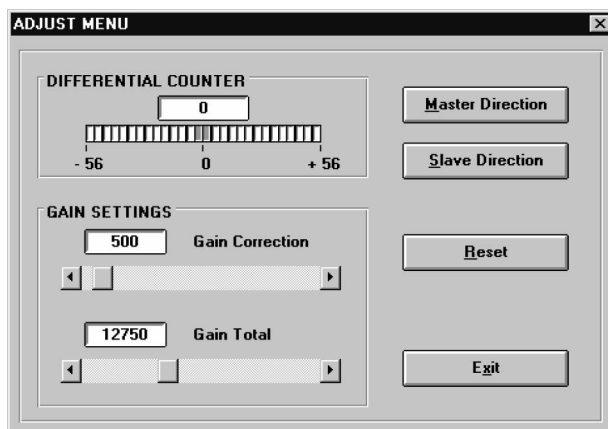 ADJUST MENU
DIFFERENTIAL COUNTER
0
- 56 0 + 56
Master Direction
Slave Direction
GAIN SETTINGS
500 Gain Correction
Reset
12750 Gain Total
Exit